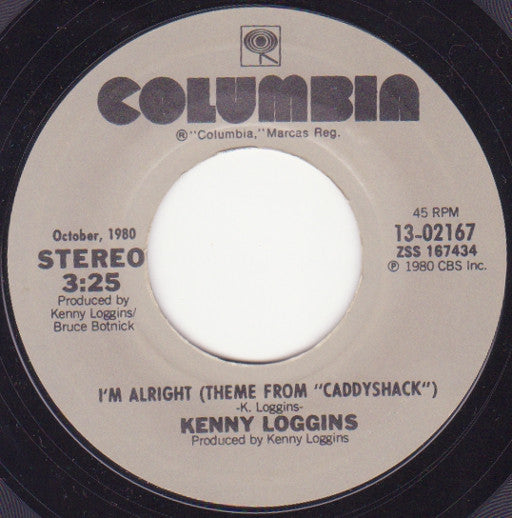 COLUMBIA
®"Columbia," Marcas Reg.
October, 1980
STEREO
3:25
Produced by
Kenny Loggins/
Bruce Botnick
45 RPM
13-02167
ZSS 167434
℗ 1980 CBS Inc.
I'M ALRIGHT (THEME FROM "CADDYSHACK")
-K. Loggins-
KENNY LOGGINS
Produced by Kenny Loggins